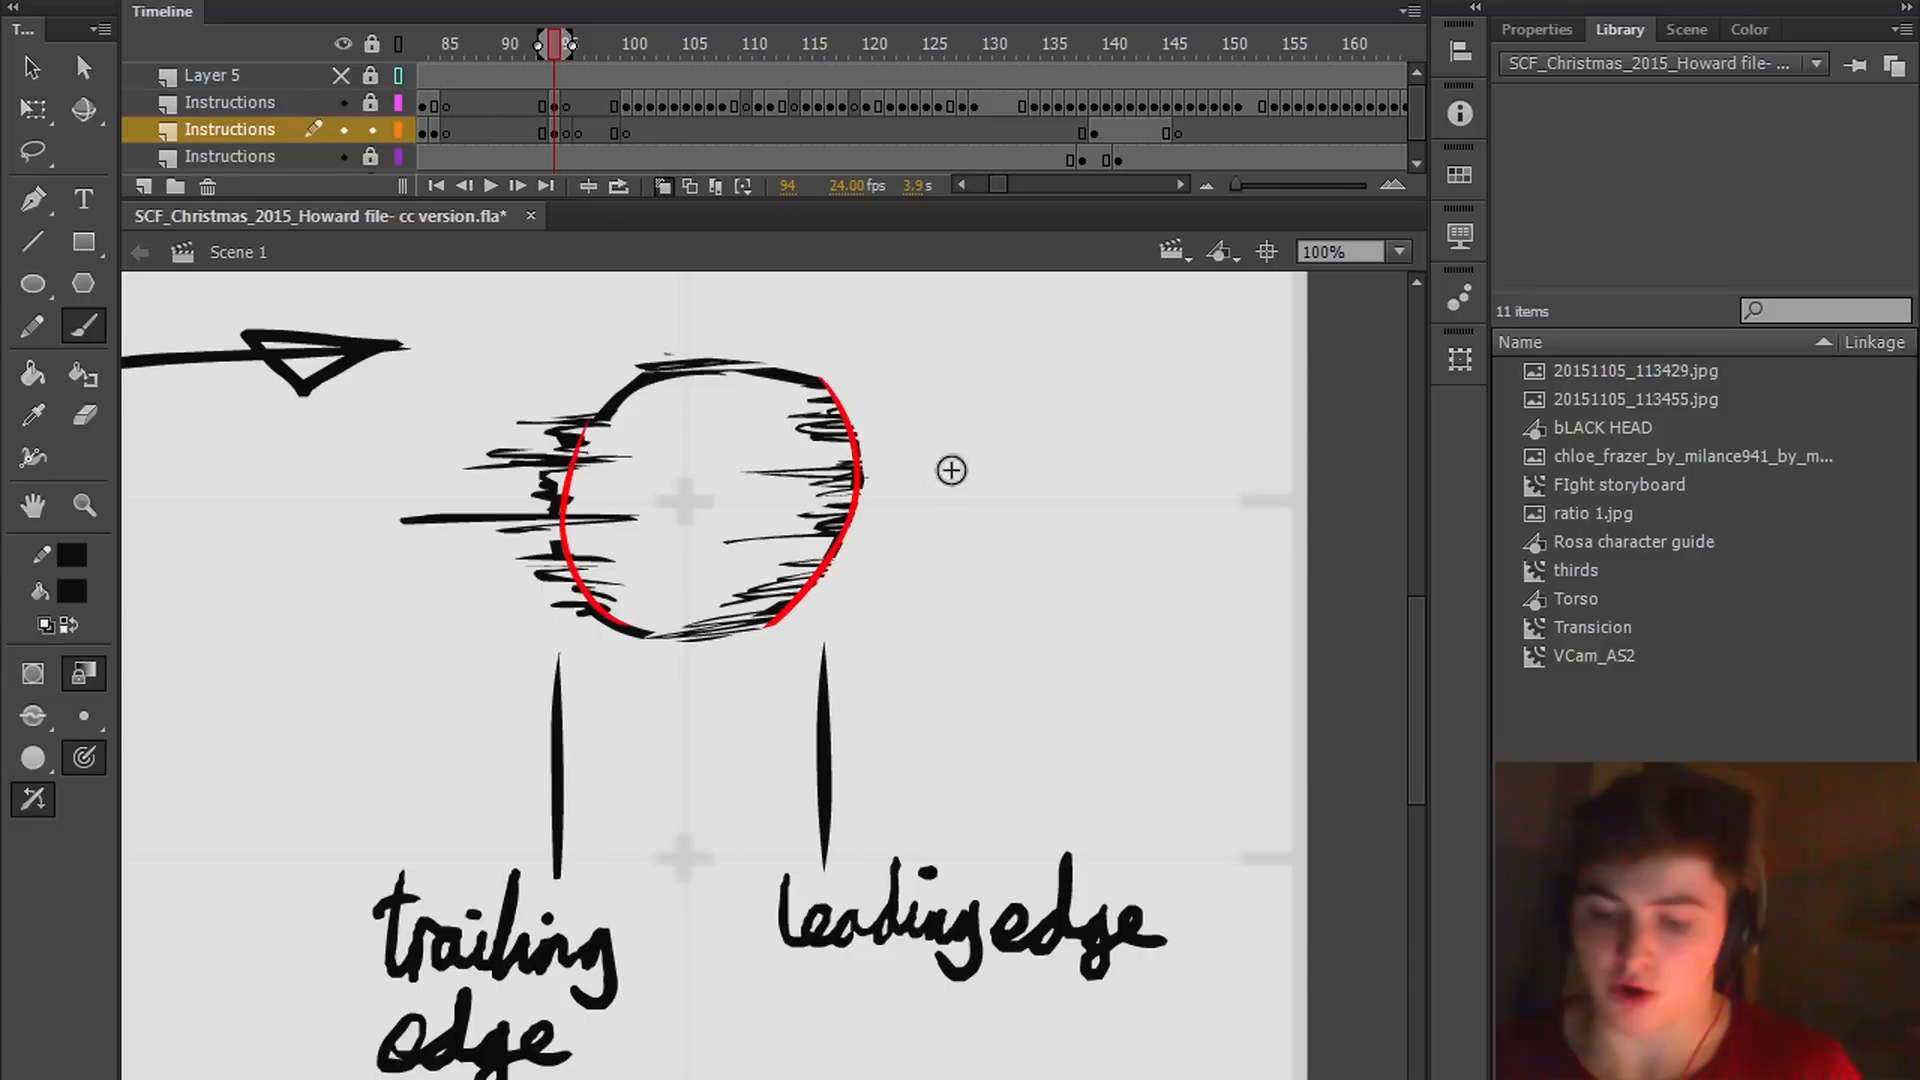 Timeline
T...
85 90 95 100 105 110 115 120 125 130 135 140 145 150 155 160
Layer 5
Instructions
Instructions
Instructions
94 24.00 fps 3.9 s
SCF_Christmas_2015_Howard file- cc version.fla*
Scene 1
100%
Properties Library Scene Color
SCF_Christmas_2015_Howard file- ...
11 items
Name Linkage
20151105_113429.jpg
20151105_113455.jpg
bLACK HEAD
chloe_frazer_by_milance941_by_m...
FIght storyboard
ratio 1.jpg
Rosa character guide
thirds
Torso
Transicion
VCam_AS2
T
trailing
edge
leading edge